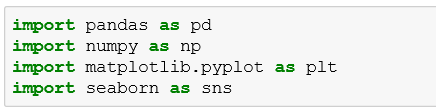 import pandas as pd
import numpy as np
import matplotlib.pyplot as plt
import seaborn as sns